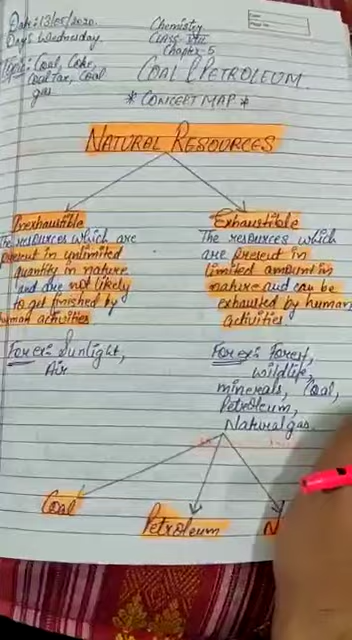 Date: 13/05/2020.
Day: Wednesday
Topic: Coal, Coke,
Coal Tar, Coal
gas
Chemistry
CLASS-VIII
Chapter-5
COAL & PETROLEUM
* CONCEPT MAP *
NATURAL RESOURCES
Inexhaustible
The resources which are
present in unlimited
quantity in nature
and are not likely
to get finished by
human activities
For ex: Sunlight,
Air
Exhaustible
The resources which
are present in
limited amount in
nature and can be
exhausted by human
activities
For ex: Forest,
wildlife,
minerals, Coal,
Petroleum,
Natural gas.
Coal
Petroleum
N